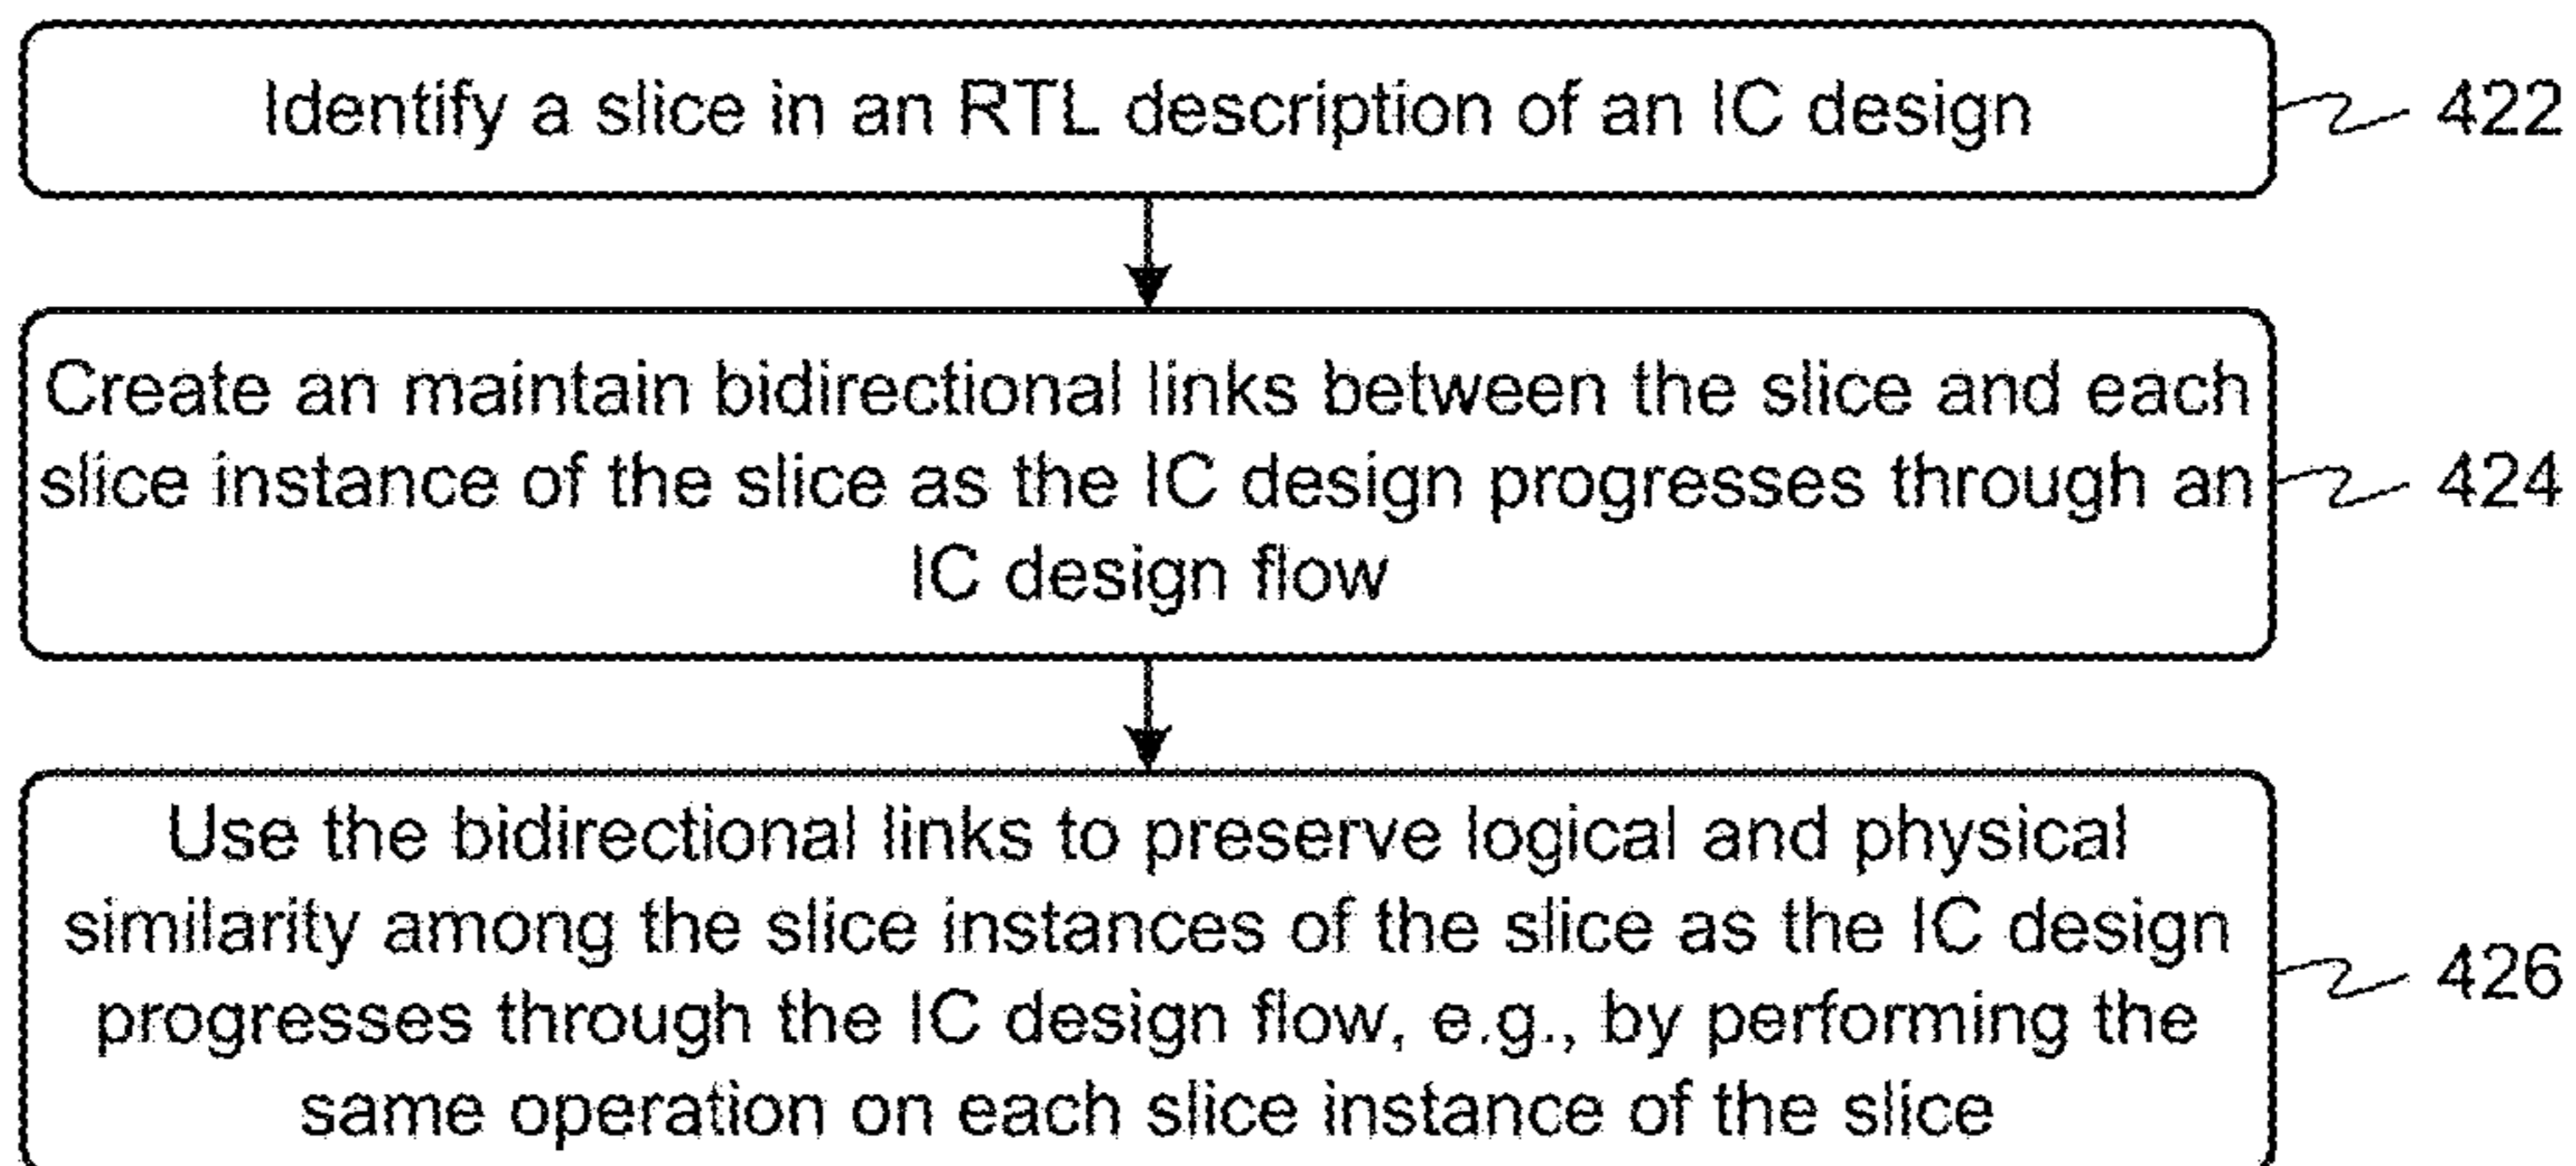 Identify a slice in an RTL description of an IC design
422
Create an maintain bidirectional links between the slice and each
slice instance of the slice as the IC design progresses through an
IC design flow
424
Use the bidirectional links to preserve logical and physical
similarity among the slice instances of the slice as the IC design
progresses through the IC design flow, e.g., by performing the
same operation on each slice instance of the slice
426